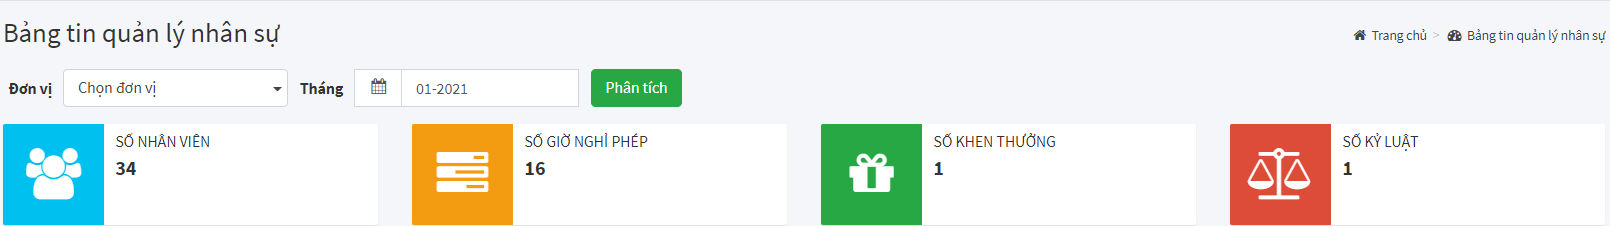 Bảng tin quản lý nhân sự
Trang chủ > Bảng tin quản lý nhân sự
Đơn vị Chọn đơn vị Tháng 01-2021 Phân tích
SỐ NHÂN VIÊN
34
SỐ GIỜ NGHỈ PHÉP
16
SỐ KHEN THƯỞNG
1
SỐ KỶ LUẬT
1